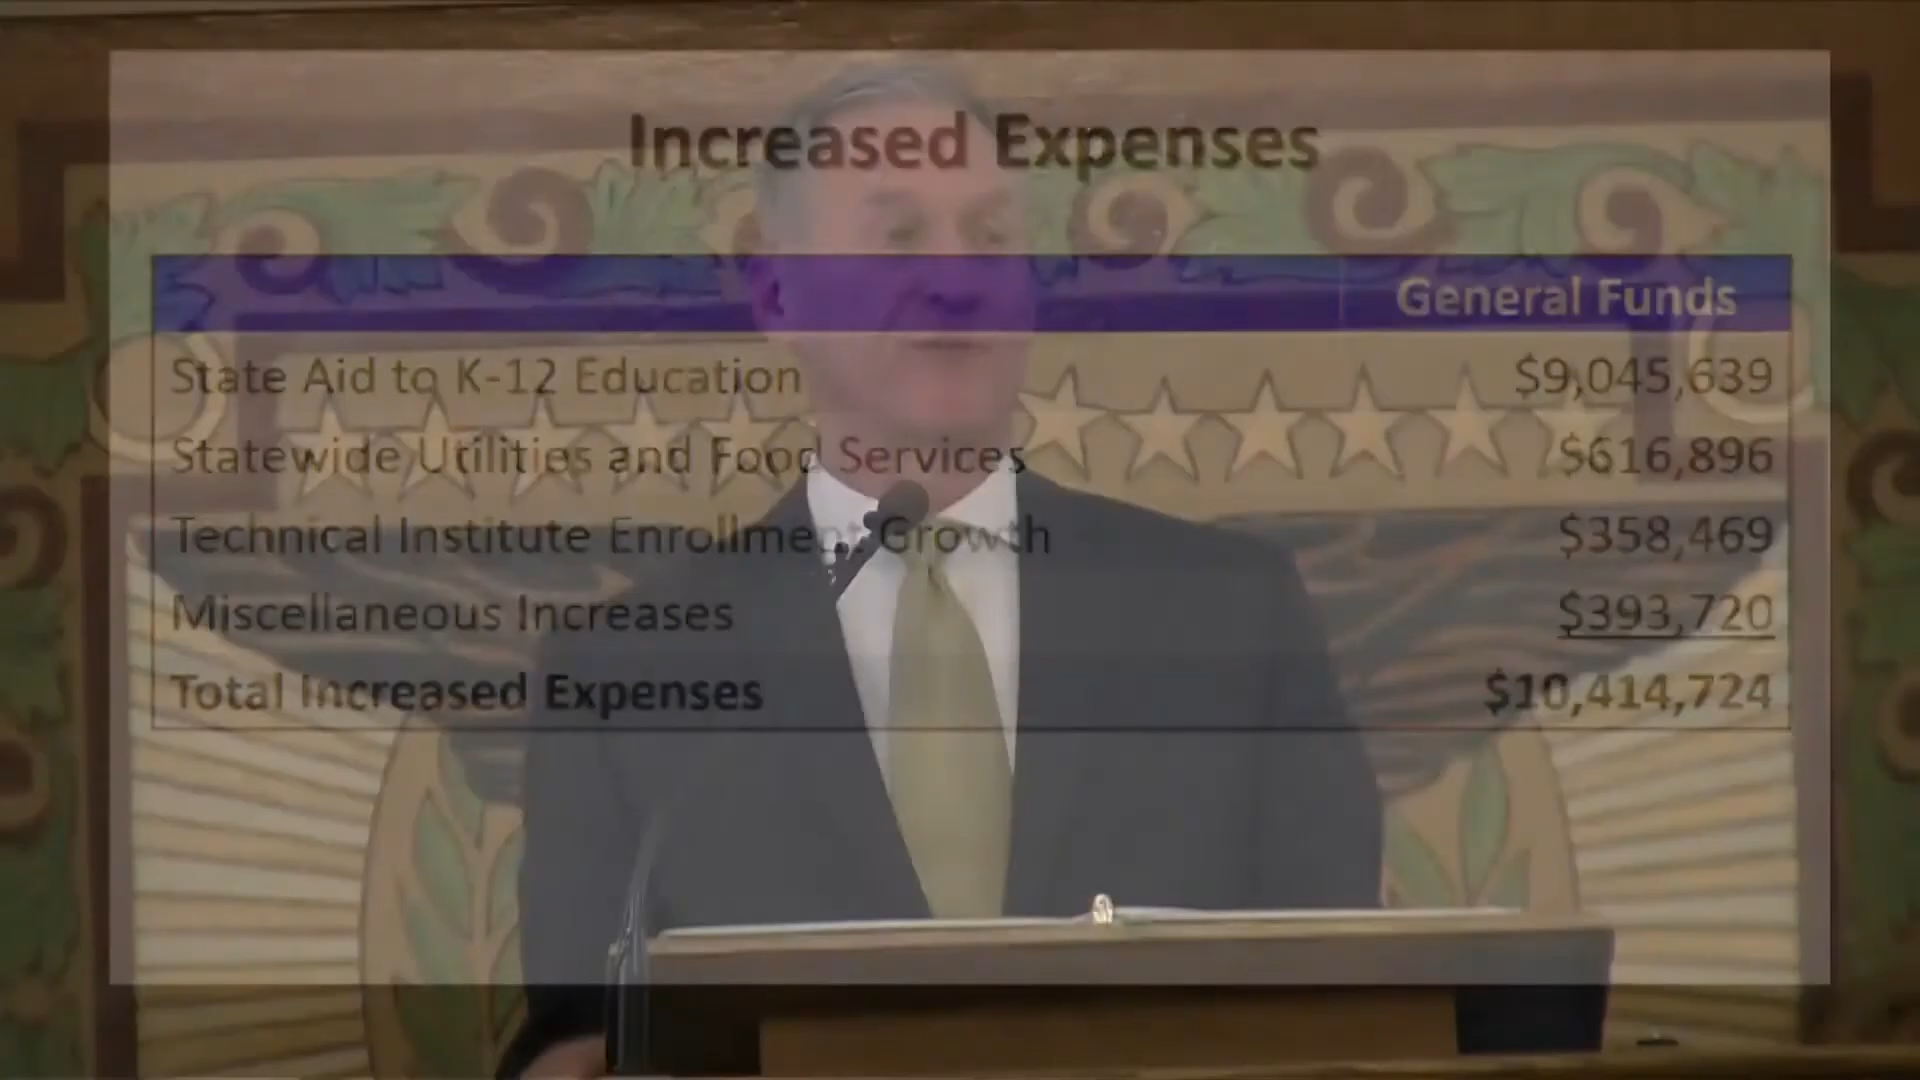 Increased Expenses
General Funds
State Aid to K-12 Education $9,045,639
Statewide Utilities and Food Services $616,896
Technical Institute Enrollment Growth $358,469
Miscellaneous Increases $393,720
Total Increased Expenses $10,414,724